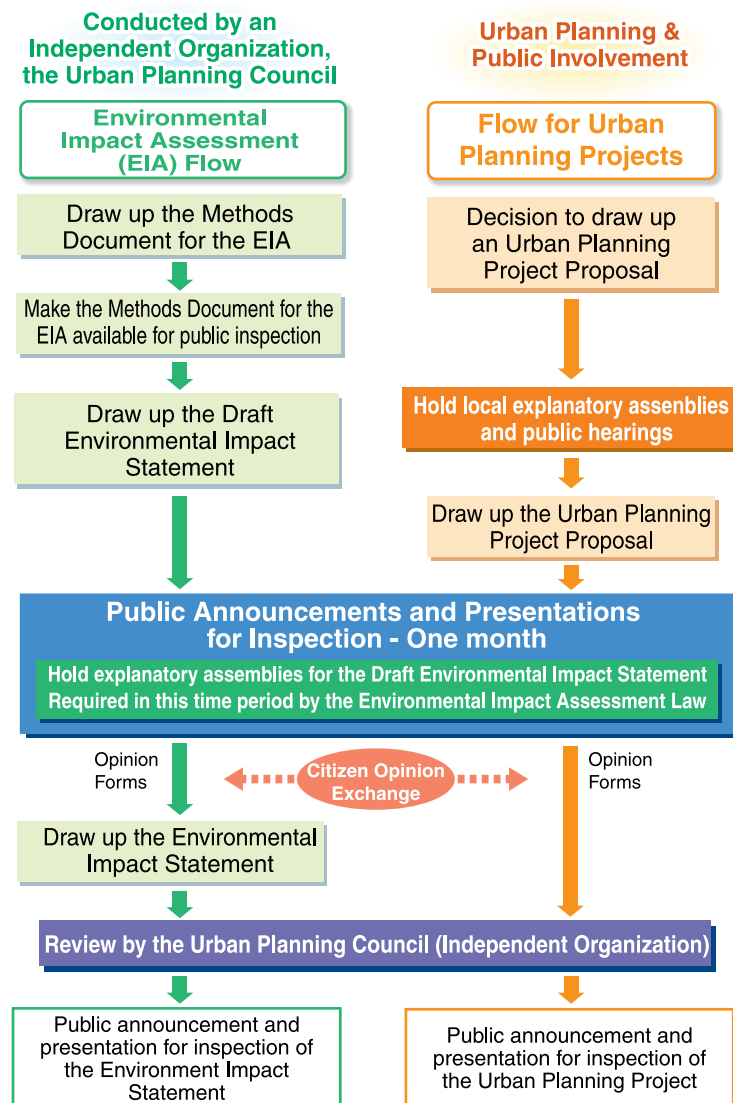 Conducted by an
Independent Organization,
the Urban Planning Council
Environmental
Impact Assessment
(EIA) Flow
Draw up the Methods
Document for the EIA
Make the Methods Document for the
EIA available for public inspection
Draw up the Draft
Environmental Impact
Statement
Urban Planning &
Public Involvement
Flow for Urban
Planning Projects
Decision to draw up
an Urban Planning
Project Proposal
Hold local explanatory assenblies
and public hearings
Draw up the Urban Planning
Project Proposal
Public Announcements and Presentations
for Inspection - One month
Hold explanatory assemblies for the Draft Environmental Impact Statement
Required in this time period by the Environmental Impact Assessment Law
Opinion
Forms
Citizen Opinion
Exchange
Opinion
Forms
Draw up the Environmental
Impact Statement
Review by the Urban Planning Council (Independent Organization)
Public announcement and
presentation for inspection of
the Environment Impact
Statement
Public announcement and
presentation for inspection of
the Urban Planning Project